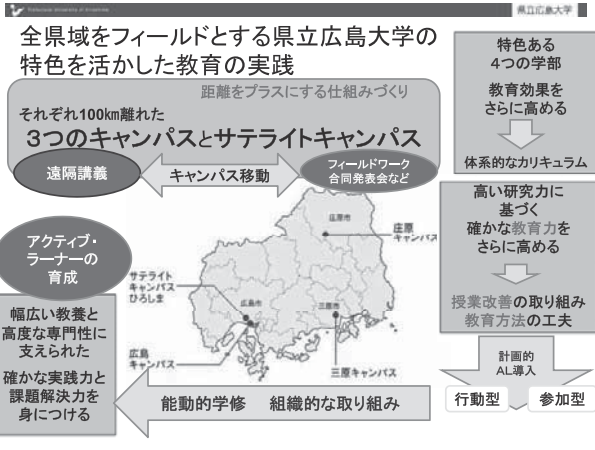 県立広島大学
全県域をフィールドとする県立広島大学の
特色を活かした教育の実践
距離をプラスにする仕組みづくり
それぞれ100㎞離れた
3つのキャンパスとサテライトキャンパス
遠隔講義
キャンパス移動
フィールドワーク
合同発表会など
特色ある
4つの学部
教育効果を
さらに高める
体系的なカリキュラム
高い研究力に
基づく
確かな教育力を
さらに高める
授業改善の取り組み
教育方法の工夫
計画的
AL導入
行動型
参加型
庄原市
庄原
キャンパス
サテライト
キャンパス
ひろしま
広島市
三原市
広島
キャンパス
三原キャンパス
アクティブ・
ラーナーの
育成
幅広い教養と
高度な専門性に
支えられた
確かな実践力と
課題解決力を
身につける
能動的学修 組織的な取り組み